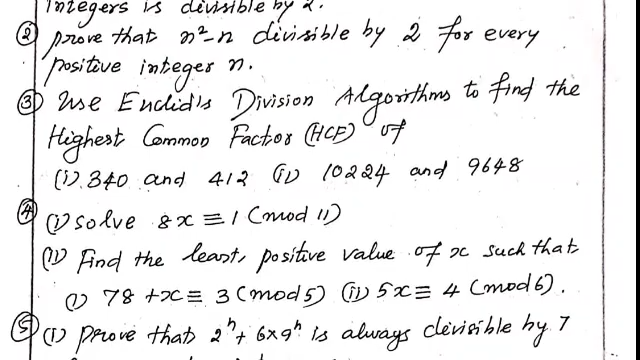 integers is divisible by 2.
② prove that n²-n divisible by 2 for every
positive integer n.
③ Use Euclid's Division Algorithms to find the
Highest Common Factor (HCF) of
(i) 340 and 412 (ii) 10224 and 9648
④ (i) solve 8x ≡ 1 (mod 11)
(ii) Find the least, positive value of x such that
(i) 78 + x ≡ 3 (mod 5) (ii) 5x ≡ 4 (mod 6).
⑤ (i) prove that 2ⁿ + 6×9ⁿ is always divisible by 7